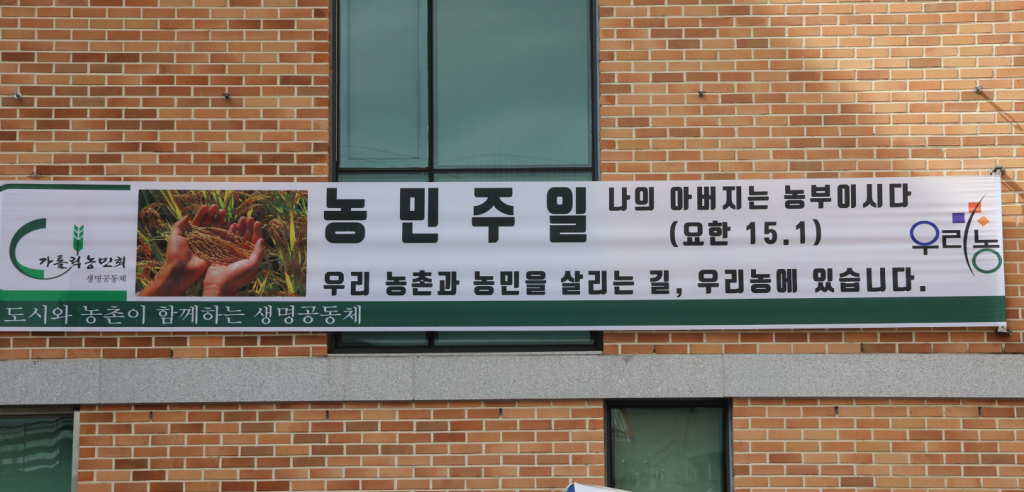 가톨릭농민회
생명공동체
농민주일
나의 아버지는 농부이시다
(요한 15.1)
우리 농촌과 농민을 살리는 길, 우리농에 있습니다.
우리농
도시와 농촌이 함께하는 생명공동체